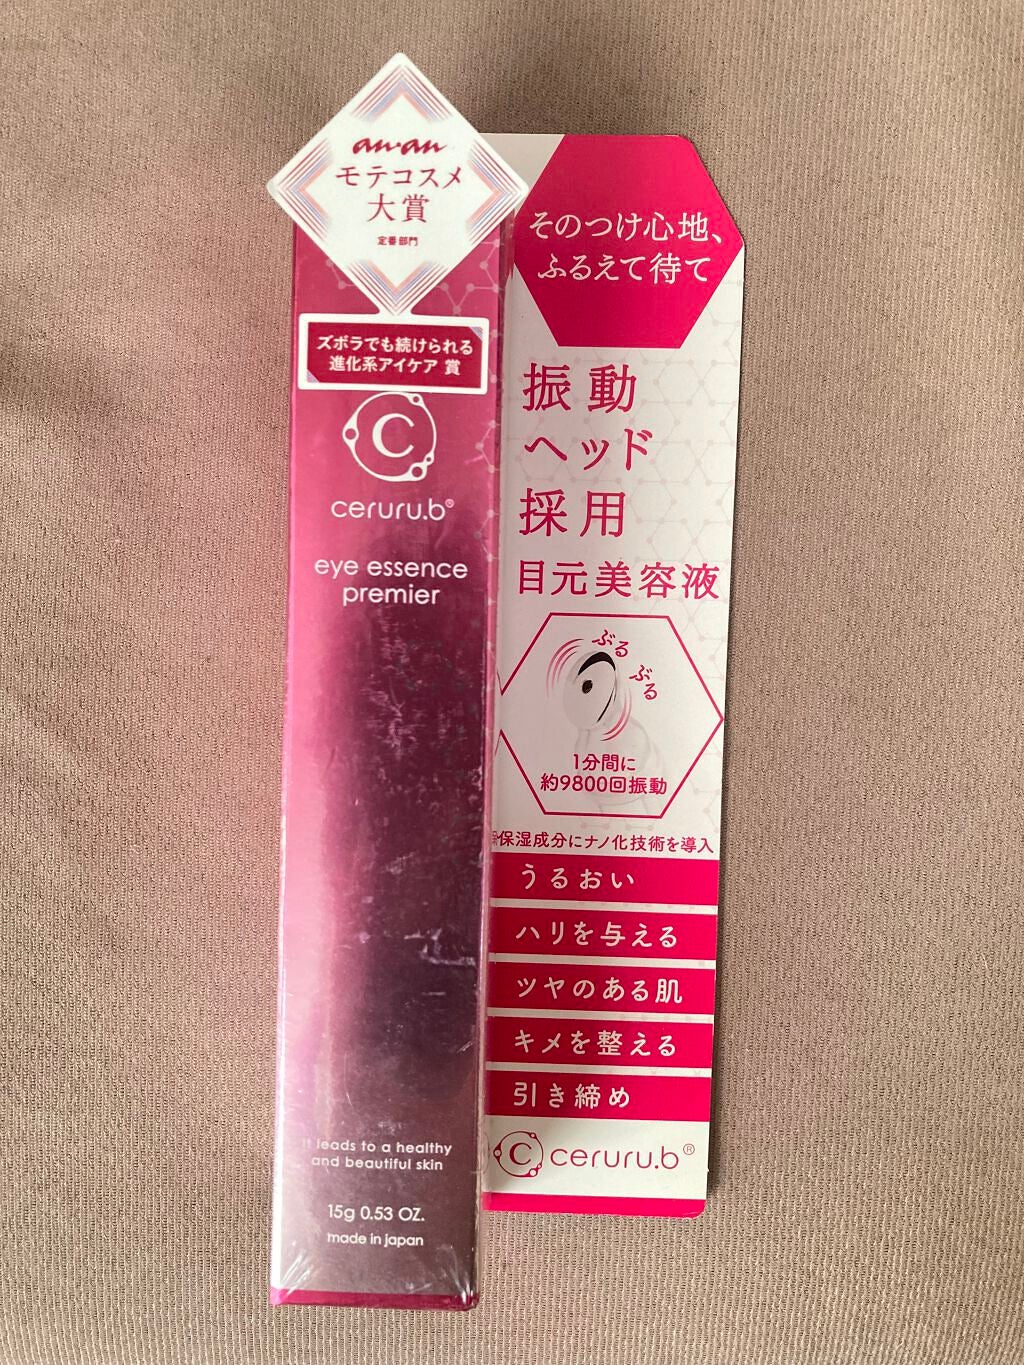 an・an
モテコスメ
大賞
定番部門
ズボラでも続けられる
進化系アイケア 賞
C
ceruru.b®
eye essence
premier
It leads to a healthy
and beautiful skin
15g 0.53 OZ.
made in japan
そのつけ心地、
ふるえて待て
振動
ヘッド
採用
目元美容液
ぶる
ぶる
1分間に
約9800回振動
保湿成分にナノ化技術を導入
うるおい
ハリを与える
ツヤのある肌
キメを整える
引き締め
C ceruru.b®